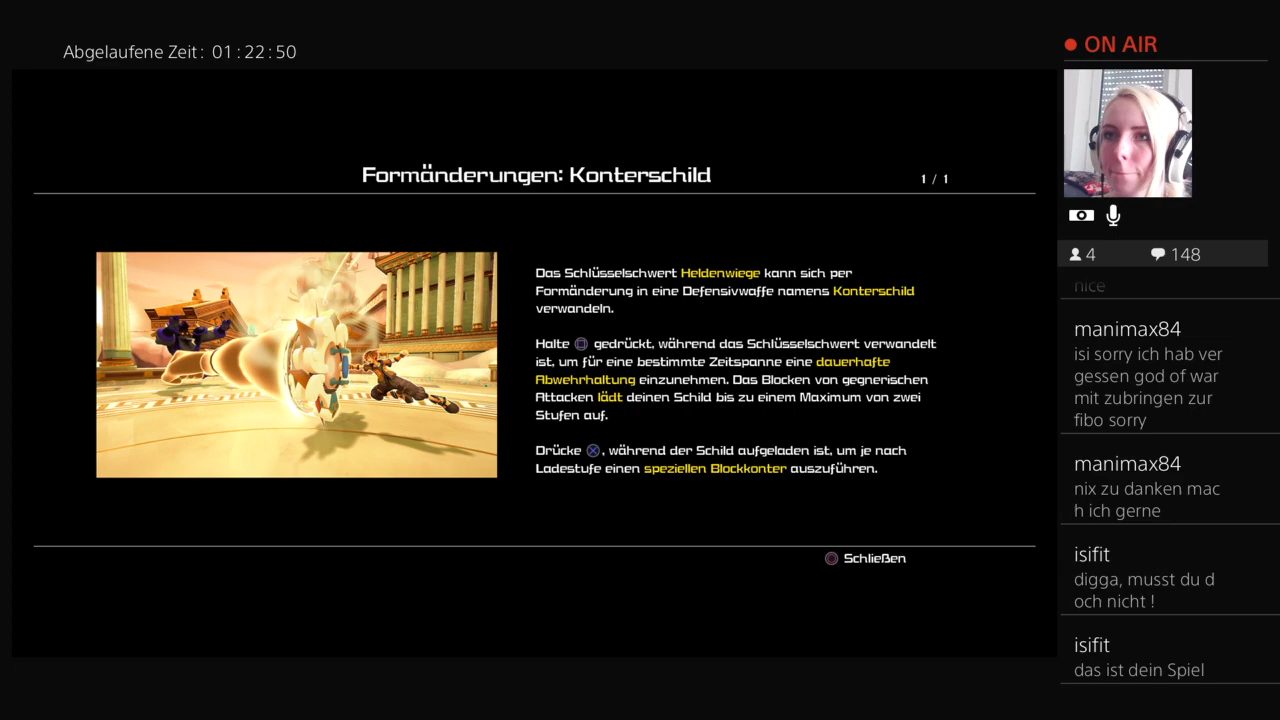 Abgelaufene Zeit: 01:22:50
ON AIR
Formänderungen: Konterschild
1 / 1
Das Schlüsselschwert Heldenwiege kann sich per
Formänderung in eine Defensivwaffe namens Konterschild
verwandeln.
Halte gedrückt, während das Schlüsselschwert verwandelt
ist, um für eine bestimmte Zeitspanne eine dauerhafte
Abwehrhaltung einzunehmen. Das Blocken von gegnerischen
Attacken lädt deinen Schild bis zu einem Maximum von zwei
Stufen auf.
Drücke , während der Schild aufgeladen ist, um je nach
Ladestufe einen speziellen Blockkonter auszuführen.
Schließen
4
148
nice
manimax84
isi sorry ich hab ver
gessen god of war
mit zubringen zur
fibo sorry
manimax84
nix zu danken mac
h ich gerne
isifit
digga, musst du d
och nicht !
isifit
das ist dein Spiel